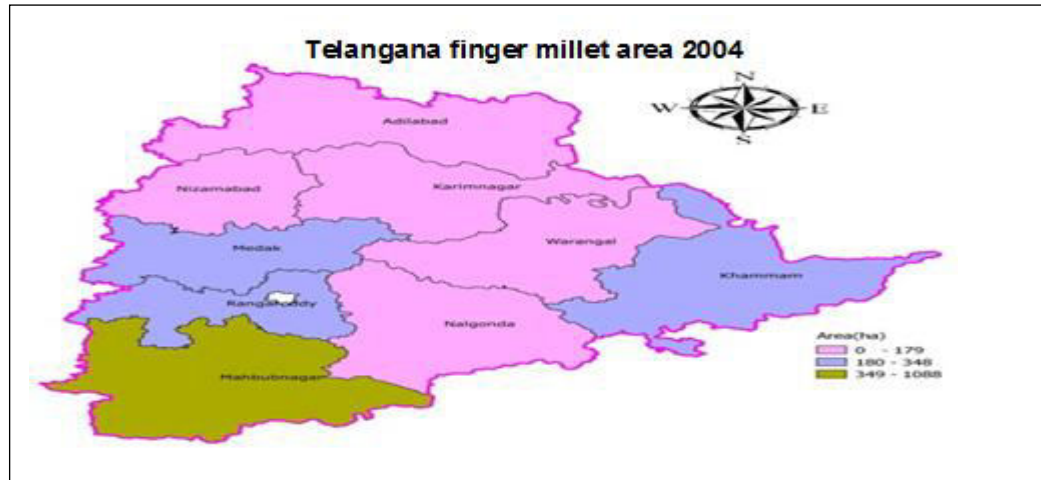 Telangana finger millet area 2004
N
W E
S
Adilabad
Nizamabad
Karimnagar
Medak
Warangal
Khammam
Rangareddy
Nalgonda
Mahbubnagar
Area(ha)
0 - 179
180 - 348
349 - 1088